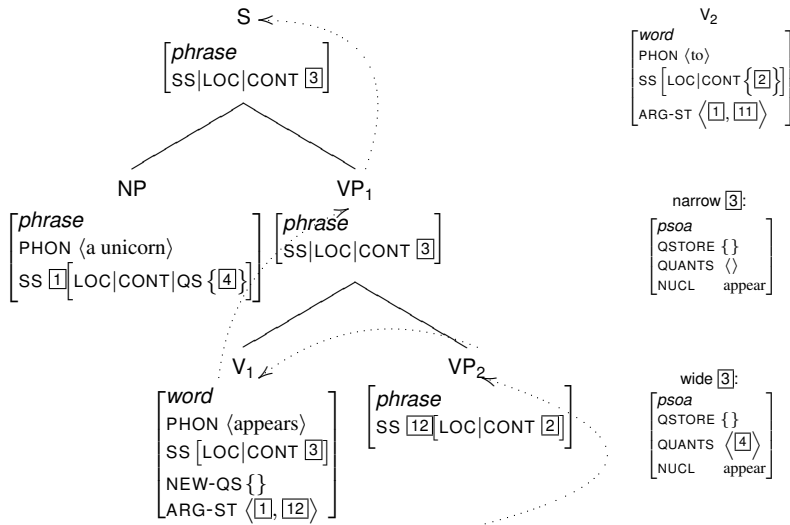 S
phrase
SS|LOC|CONT 3
NP
phrase
PHON ⟨a unicorn⟩
SS 1[LOC|CONT|QS {4}]
VP1
phrase
SS|LOC|CONT 3
V1
word
PHON ⟨appears⟩
SS [LOC|CONT 3]
NEW-QS {}
ARG-ST ⟨1, 12⟩
VP2
phrase
SS 12[LOC|CONT 2]
V2
word
PHON ⟨to⟩
SS [LOC|CONT {2}]
ARG-ST ⟨1, 11⟩
narrow 3:
psoa
QSTORE {}
QUANTS ⟨⟩
NUCL appear
wide 3:
psoa
QSTORE {}
QUANTS ⟨4⟩
NUCL appear